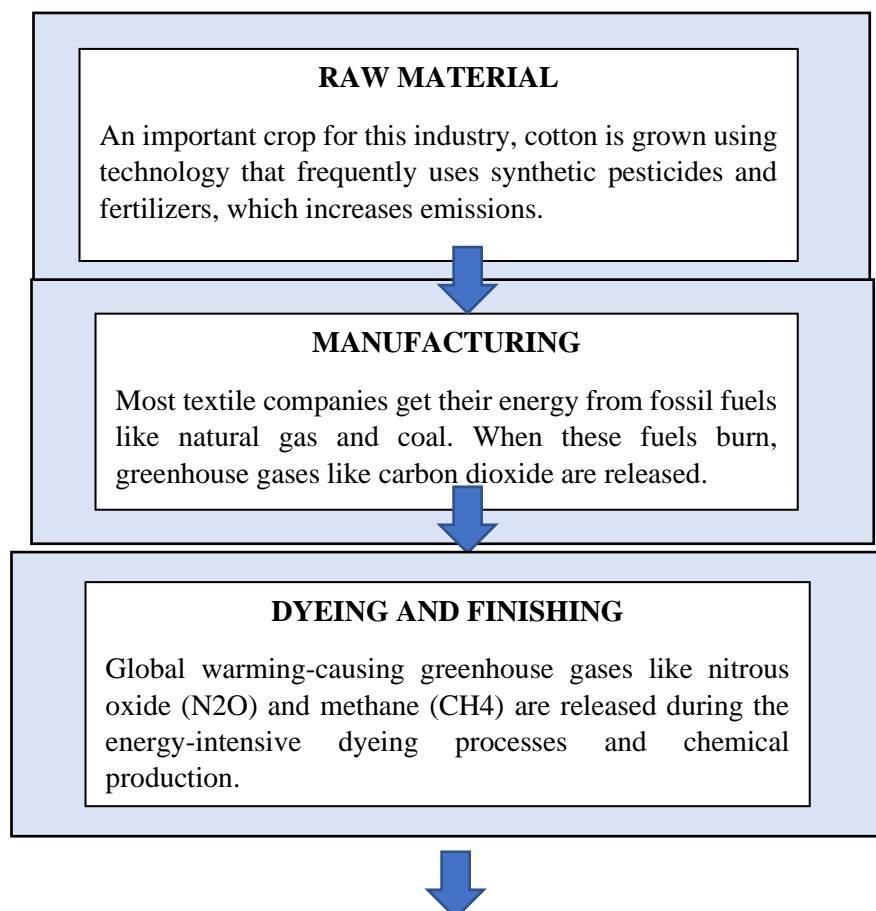 RAW MATERIAL
An important crop for this industry, cotton is grown using
technology that frequently uses synthetic pesticides and
fertilizers, which increases emissions.
MANUFACTURING
Most textile companies get their energy from fossil fuels
like natural gas and coal. When these fuels burn,
greenhouse gases like carbon dioxide are released.
DYEING AND FINISHING
Global warming-causing greenhouse gases like nitrous
oxide (N2O) and methane (CH4) are released during the
energy-intensive dyeing processes and chemical
production.